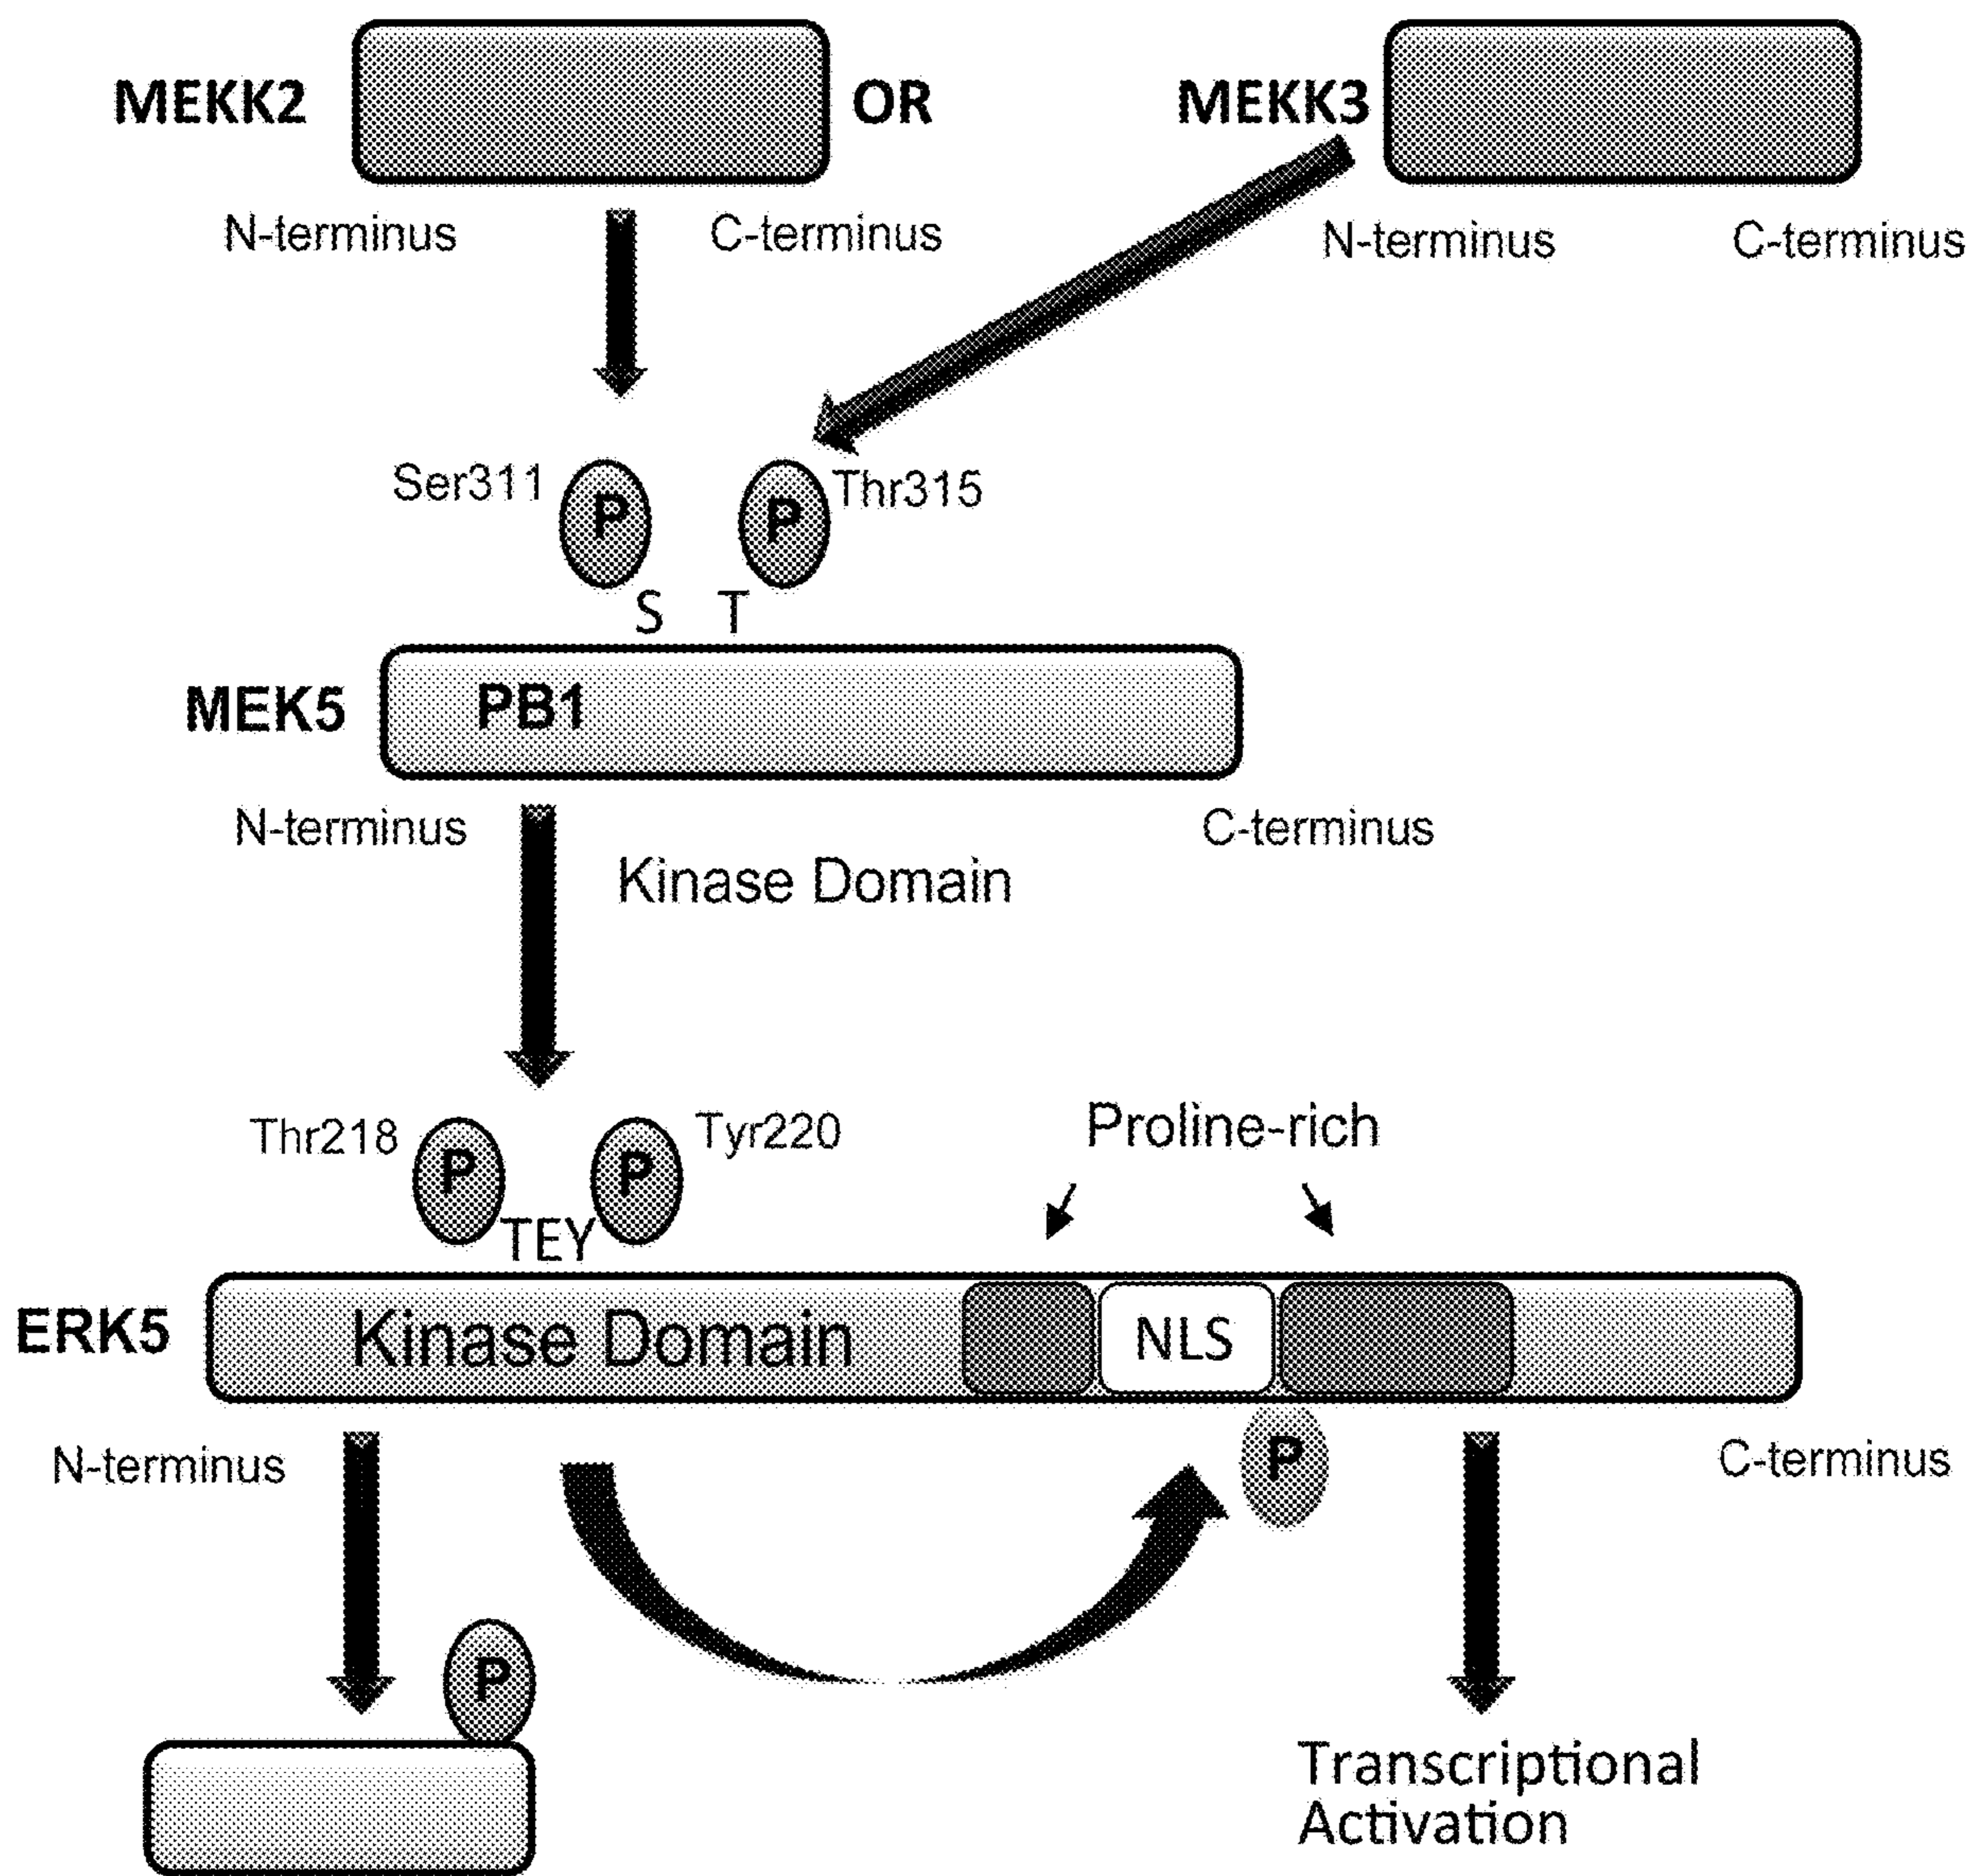 MEKK2
OR
MEKK3
N-terminus
C-terminus
N-terminus
C-terminus
Ser311
P
P
Thr315
S
T
MEK5
PB1
N-terminus
C-terminus
Kinase Domain
Thr218
P
P
Tyr220
Proline-rich
TEY
ERK5
Kinase Domain
NLS
N-terminus
P
C-terminus
P
Transcriptional
Activation